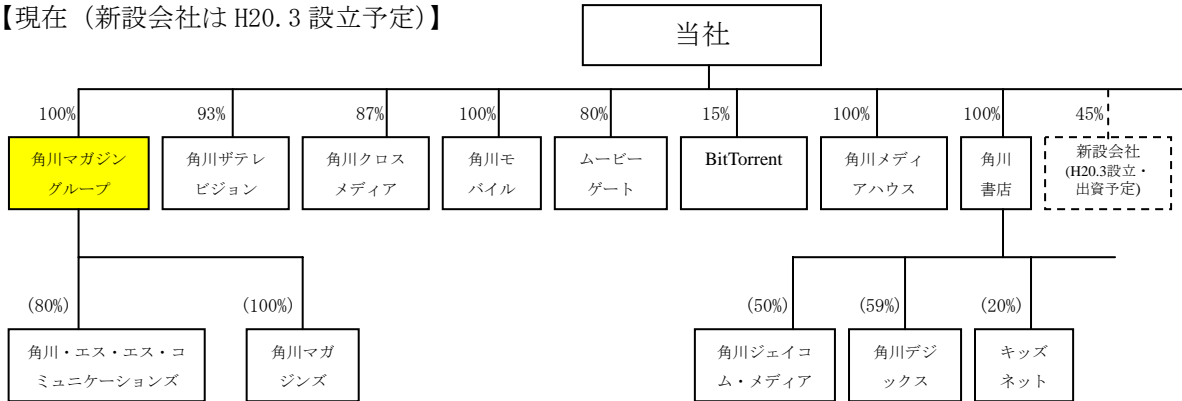 【現在（新設会社は H20.3 設立予定）】
当社
100%
93%
87%
100%
80%
15%
100%
100%
45%
角川マガジン
グループ
角川ザテレ
ビジョン
角川クロス
メディア
角川モ
バイル
ムービー
ゲート
BitTorrent
角川メディ
アハウス
角川
書店
新設会社
(H20.3設立・
出資予定)
(80%)
(100%)
(50%)
(59%)
(20%)
角川・エス・エス・コ
ミュニケーションズ
角川マガ
ジンズ
角川ジェイコ
ム・メディア
角川デジ
ックス
キッズ
ネット